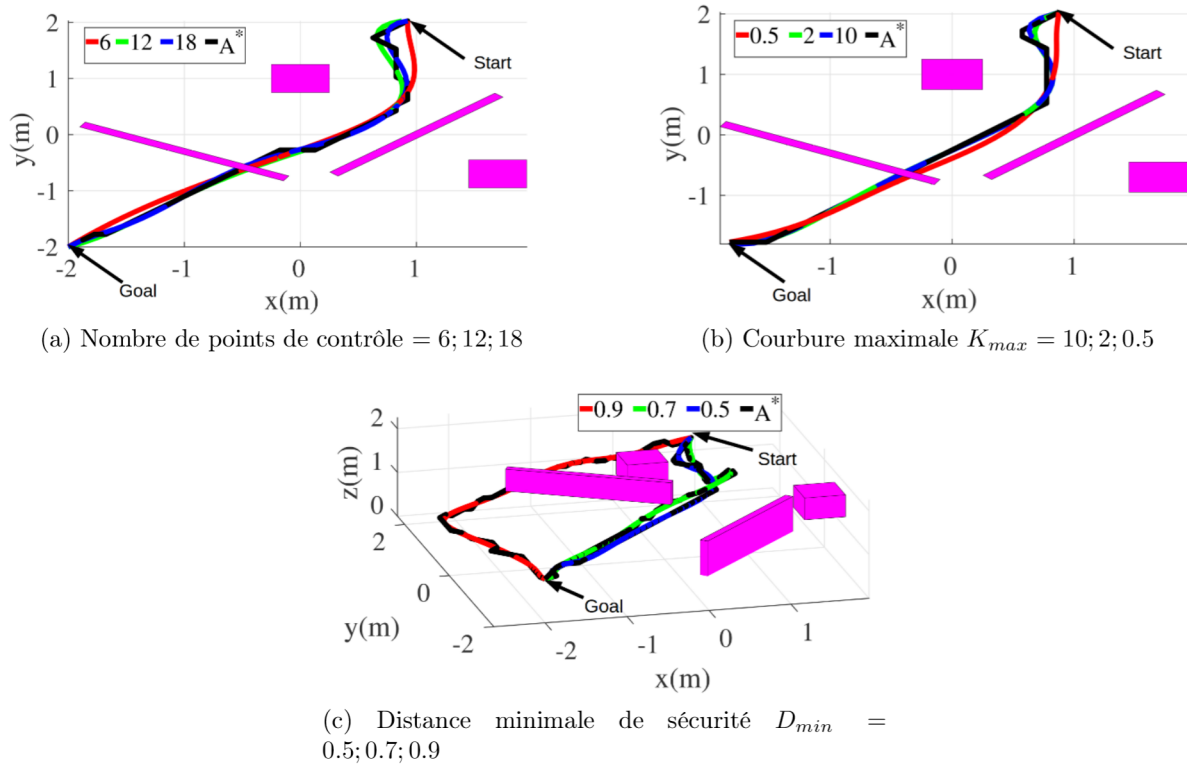 2
6 12 18 A*
Start
1
y(m)
0
-1
-2
Goal
-2 -1 0 1
x(m)
(a) Nombre de points de contrôle = 6; 12; 18
2
0.5 2 10 A*
Start
1
y(m)
0
-1
Goal
-1 0 1
x(m)
(b) Courbure maximale Kmax = 10; 2; 0.5
0.9 0.7 0.5 A*
Start
2
1
0
z(m)
2
0
-2
y(m)
Goal
-2 -1 0 1
x(m)
(c) Distance minimale de sécurité Dmin =
0.5; 0.7; 0.9